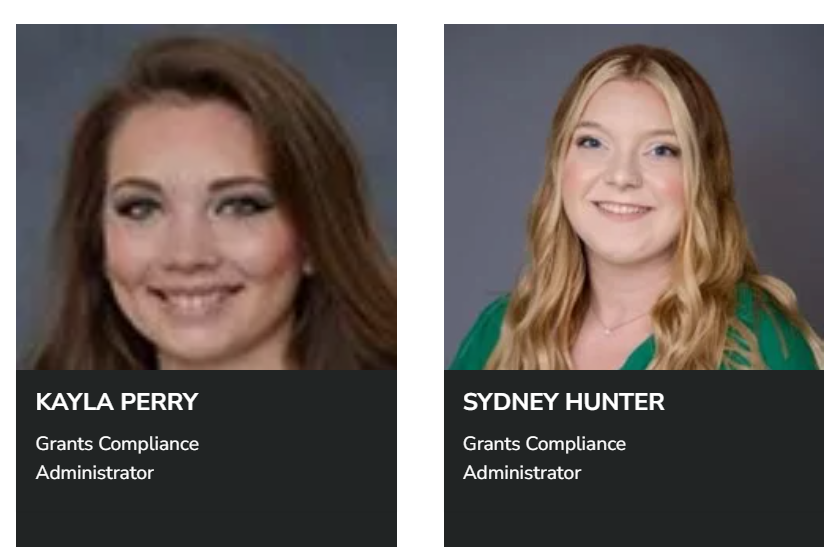 KAYLA PERRY
Grants Compliance
Administrator
SYDNEY HUNTER
Grants Compliance
Administrator